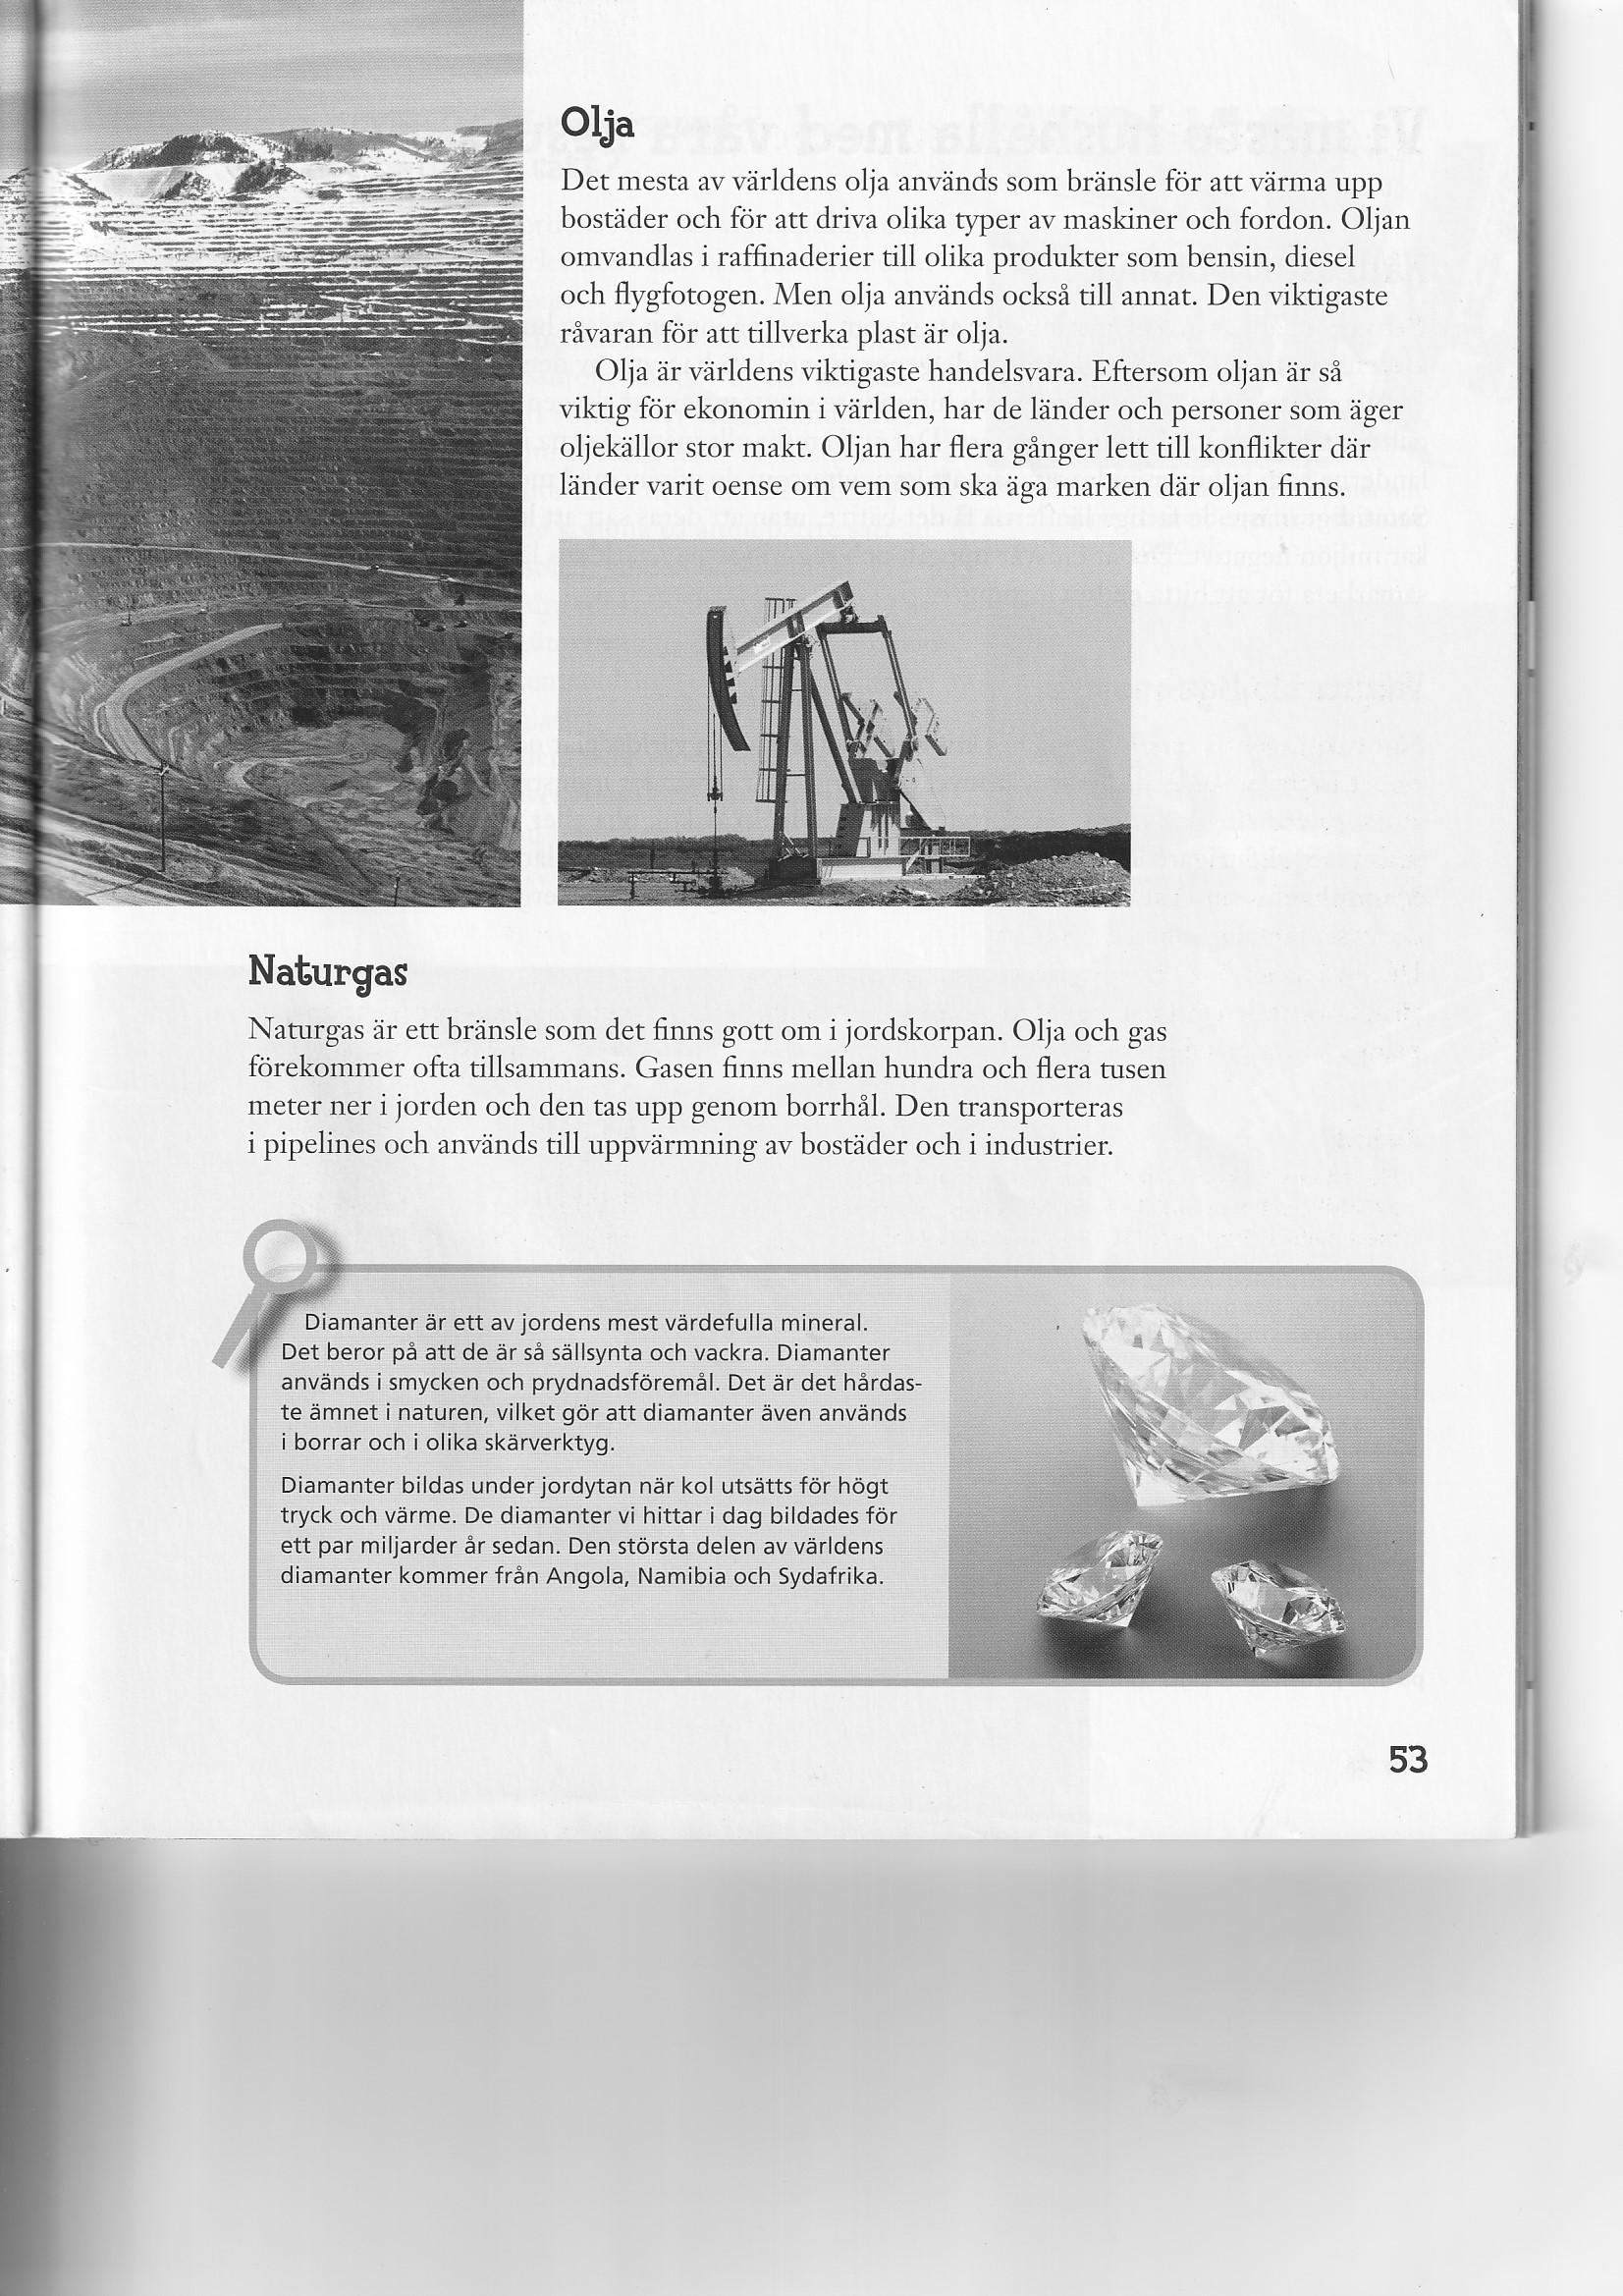 Olja
Det mesta av världens olja används som bränsle för att värma upp
bostäder och för att driva olika typer av maskiner och fordon. Oljan
omvandlas i raffinaderier till olika produkter som bensin, diesel
och flygfotogen. Men olja används också till annat. Den viktigaste
råvaran för att tillverka plast är olja.
Olja är världens viktigaste handelsvara. Eftersom oljan är så
viktig för ekonomin i världen, har de länder och personer som äger
oljekällor stor makt. Oljan har flera gånger lett till konflikter där
länder varit oense om vem som ska äga marken där oljan finns.
Naturgas
Naturgas är ett bränsle som det finns gott om i jordskorpan. Olja och gas
förekommer ofta tillsammans. Gasen finns mellan hundra och flera tusen
meter ner i jorden och den tas upp genom borrhål. Den transporteras
i pipelines och används till uppvärmning av bostäder och i industrier.
Diamanter är ett av jordens mest värdefulla mineral.
Det beror på att de är så sällsynta och vackra. Diamanter
används i smycken och prydnadsföremål. Det är det hårdas-
te ämnet i naturen, vilket gör att diamanter även används
i borrar och i olika skärverktyg.
Diamanter bildas under jordytan när kol utsätts för högt
tryck och värme. De diamanter vi hittar i dag bildades för
ett par miljarder år sedan. Den största delen av världens
diamanter kommer från Angola, Namibia och Sydafrika.
53